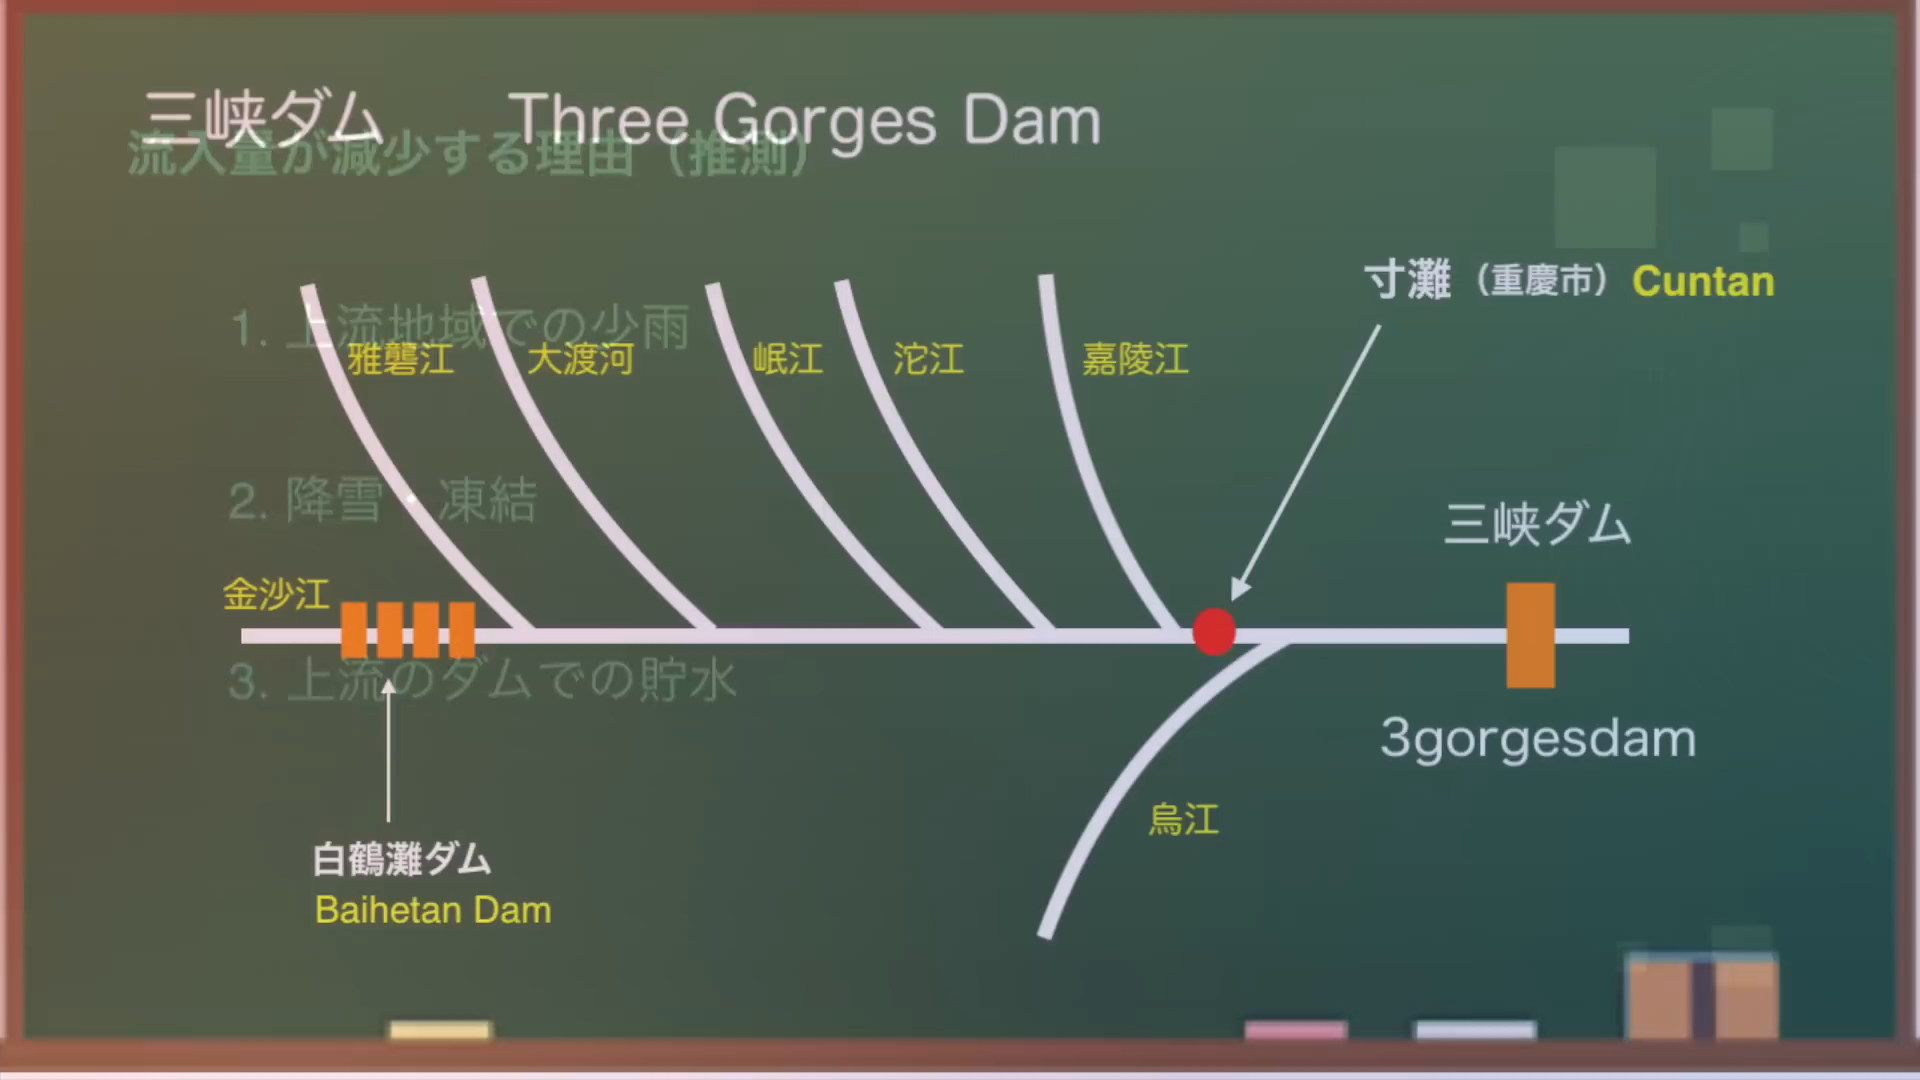 三峡ダム Three Gorges Dam
流入量が減少する理由（推測）
寸灘（重慶市）Cuntan
1. 上流地域での少雨
雅礱江 大渡河 岷江 沱江 嘉陵江
2. 降雪・凍結
三峡ダム
金沙江
3. 上流のダムでの貯水
3gorgesdam
烏江
白鶴灘ダム
Baihetan Dam